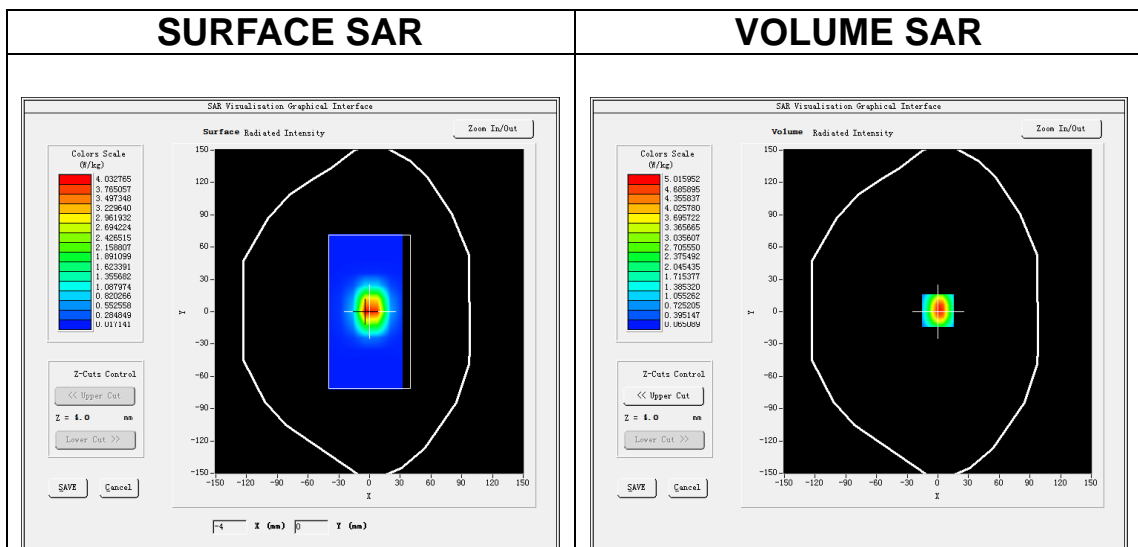 SURFACE SAR
VOLUME SAR
SAR Visualisation Graphical Interface
Surface Radiated Intensity
Zoom In/Out
Colors Scale
(W/kg)
4.032765
3.765057
3.497348
3.229640
2.961932
2.694224
2.426515
2.158807
1.891099
1.623391
1.355682
1.087974
0.820266
0.552558
0.284849
0.017141
Z-Cuts Control
<< Upper Cut
Z = 4.0 mm
Lower Cut >>
SAVE Cancel
150
120
90
60
30
0
-30
-60
-90
-120
-150
Y
-150 -120 -90 -60 -30 0 30 60 90 120 150
X
-4 X (mm) 0 Y (mm)
SAR Visualisation Graphical Interface
Volume Radiated Intensity
Zoom In/Out
Colors Scale
(W/kg)
5.015952
4.685895
4.355837
4.025780
3.695722
3.365665
3.035607
2.705550
2.375492
2.045435
1.715377
1.385320
1.055262
0.725205
0.395147
0.065089
Z-Cuts Control
<< Upper Cut
Z = 4.0 mm
Lower Cut >>
SAVE Cancel
150
120
90
60
30
0
-30
-60
-90
-120
-150
Y
-150 -120 -90 -60 -30 0 30 60 90 120 150
X